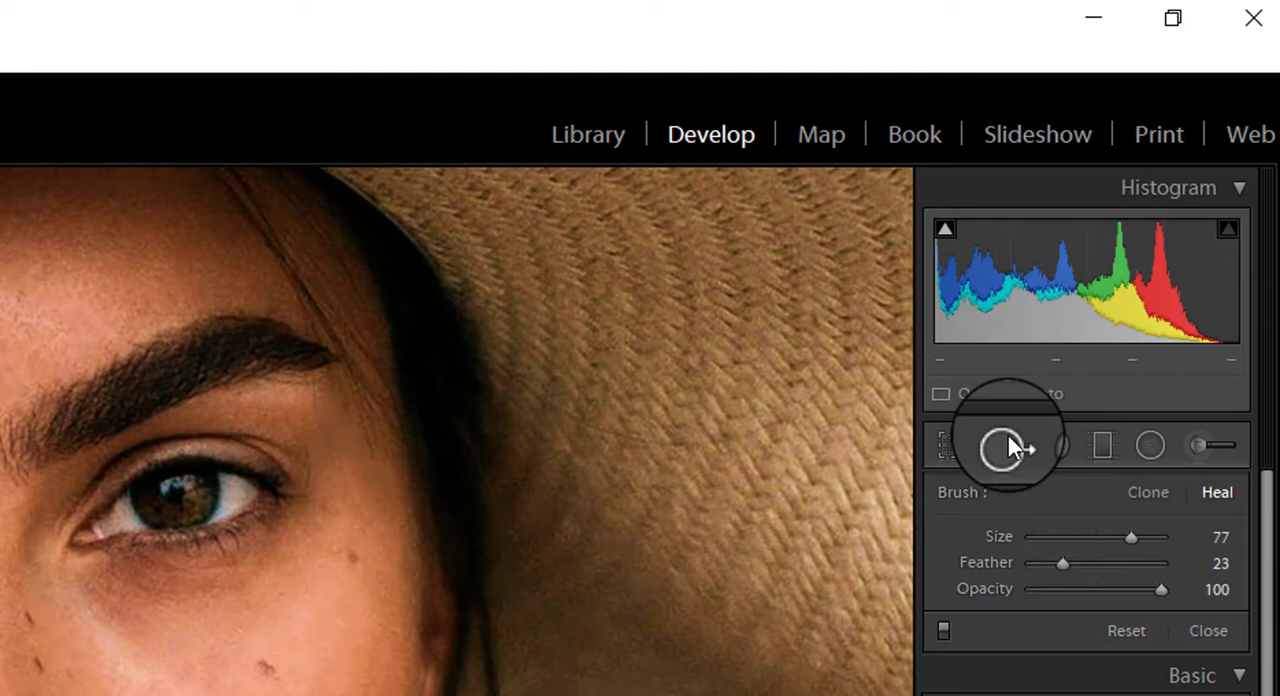 Library | Develop | Map | Book | Slideshow | Print | Web
Histogram
Brush : Clone Heal
Size 77
Feather 23
Opacity 100
Reset Close
Basic